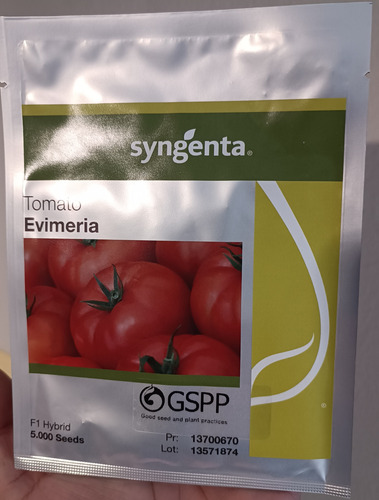 syngenta®
Tomato
Evimeria
GSPP
Good seed and plant practices
F1 Hybrid
5.000 Seeds
Pr: 13700670
Lot: 13571874
®